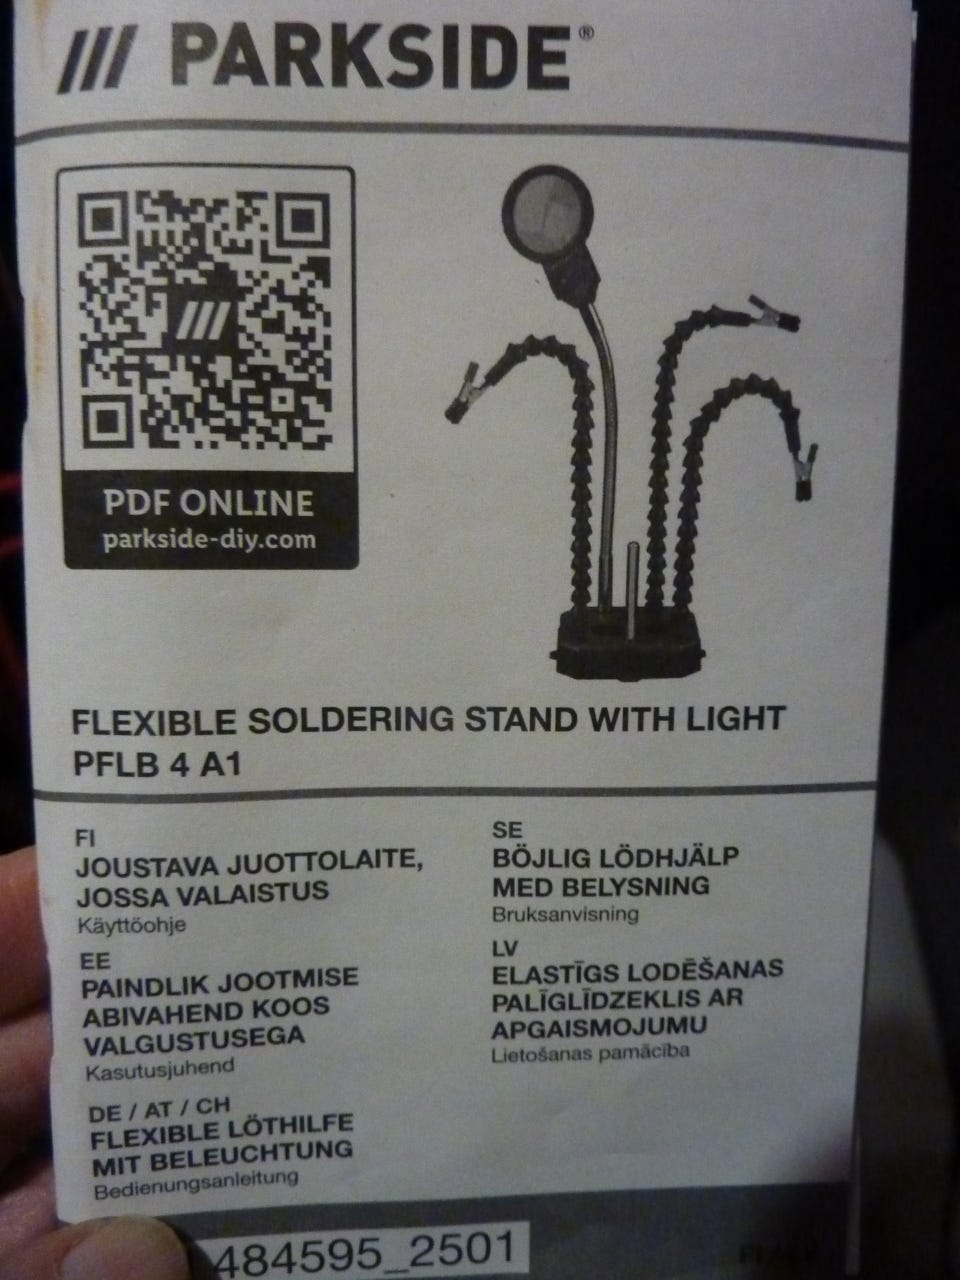 /// PARKSIDE®
PDF ONLINE
parkside-diy.com
FLEXIBLE SOLDERING STAND WITH LIGHT
PFLB 4 A1
FI
JOUSTAVA JUOTTOLAITE,
JOSSA VALAISTUS
Käyttöohje
EE
PAINDLIK JOOTMISE
ABIVAHEND KOOS
VALGUSTUSEGA
Kasutusjuhend
DE / AT / CH
FLEXIBLE LÖTHILFE
MIT BELEUCHTUNG
Bedienungsanleitung
SE
BÖJLIG LÖDHJÄLP
MED BELYSNING
Bruksanvisning
LV
ELASTĪGS LODĒŠANAS
PALĪGLĪDZEKLIS AR
APGAISMOJUMU
Lietošanas pamācība
484595_2501